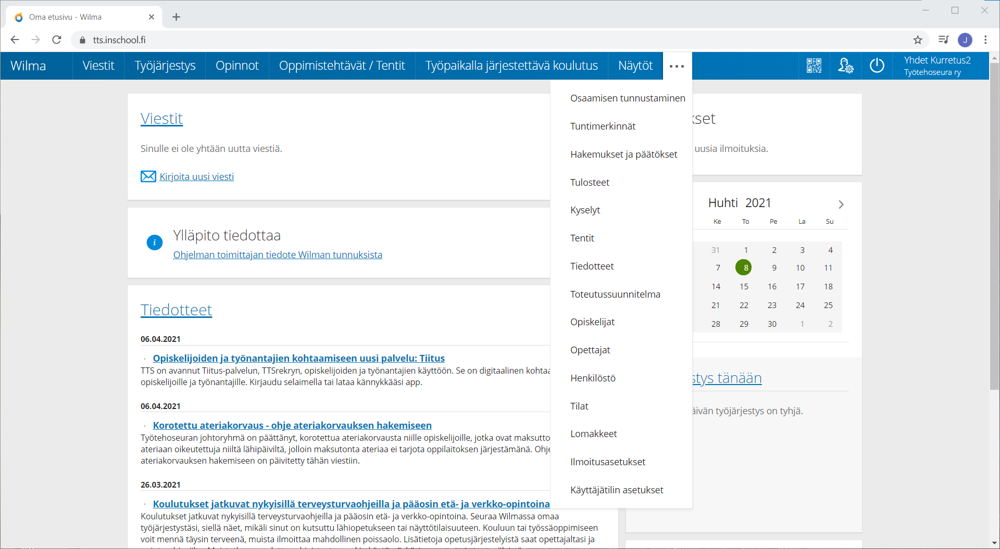 Oma etusivu - Wilma
tts.inschool.fi
J
Wilma
Viestit
Työjärjestys
Opinnot
Oppimistehtävät / Tentit
Työpaikalla järjestettävä koulutus
Näytöt
Yhdet Kurretus2
Työtehoseura ry
Osaamisen tunnustaminen
Tuntimerkinnät
Hakemukset ja päätökset
Tulosteet
Kyselyt
Tentit
Tiedotteet
Toteutussuunnitelma
Opiskelijat
Opettajat
Henkilöstö
Tilat
Lomakkeet
Ilmoitusasetukset
Käyttäjätilin asetukset
Viestit
Sinulle ei ole yhtään uutta viestiä.
Kirjoita uusi viesti
i
Ylläpito tiedottaa
Ohjelman toimittajan tiedote Wilman tunnuksista
Tiedotteet
06.04.2021
Opiskelijoiden ja työnantajien kohtaamiseen uusi palvelu: Tiitus
TTS on avannut Tiitus-palvelun, TTSrekryn, opiskelijoiden ja työnantajien käyttöön. Se on digitaalinen kohtaa
opiskelijoille ja työnantajille. Kirjaudu selaimella tai lataa kännykkääsi app.
06.04.2021
Korotettu ateriakorvaus - ohje ateriakorvauksen hakemiseen
Työtehoseuran johtoryhmä on päättänyt, korotettua ateriakorvausta niille opiskelijoille, jotka ovat maksutto
ateriaan oikeutettuja niiltä lähipäiviltä, jolloin maksutonta ateriaa ei tarjota oppilaitoksen järjestämänä. Ohje
ateriakorvauksen hakemiseen on päivitetty tähän viestiin.
26.03.2021
Koulutukset jatkuvat nykyisillä terveysturvaohjeilla ja pääosin etä- ja verkko-opintoina
Koulutukset jatkuvat nykyisillä terveysturvaohjeilla ja pääosin etä- ja verkko-opintoina. Seuraa Wilmassa omaa
työjärjestystäsi, siellä näet, mikäli sinut on kutsuttu lähiopetukseen tai näyttötilaisuuteen. Kouluun tai työssäoppimiseen
voit mennä täysin terveenä, muista ilmoittaa mahdollinen poissaolo. Lisätietoja opetusjärjestelyistä saat opettajaltasi ja
kset
uusia ilmoituksia.
Huhti 2021
Ke To Pe La Su
31 1 2 3 4
7 8 9 10 11
14 15 16 17 18
21 22 23 24 25
28 29 30 1 2
stys tänään
äivän työjärjestys on tyhjä.